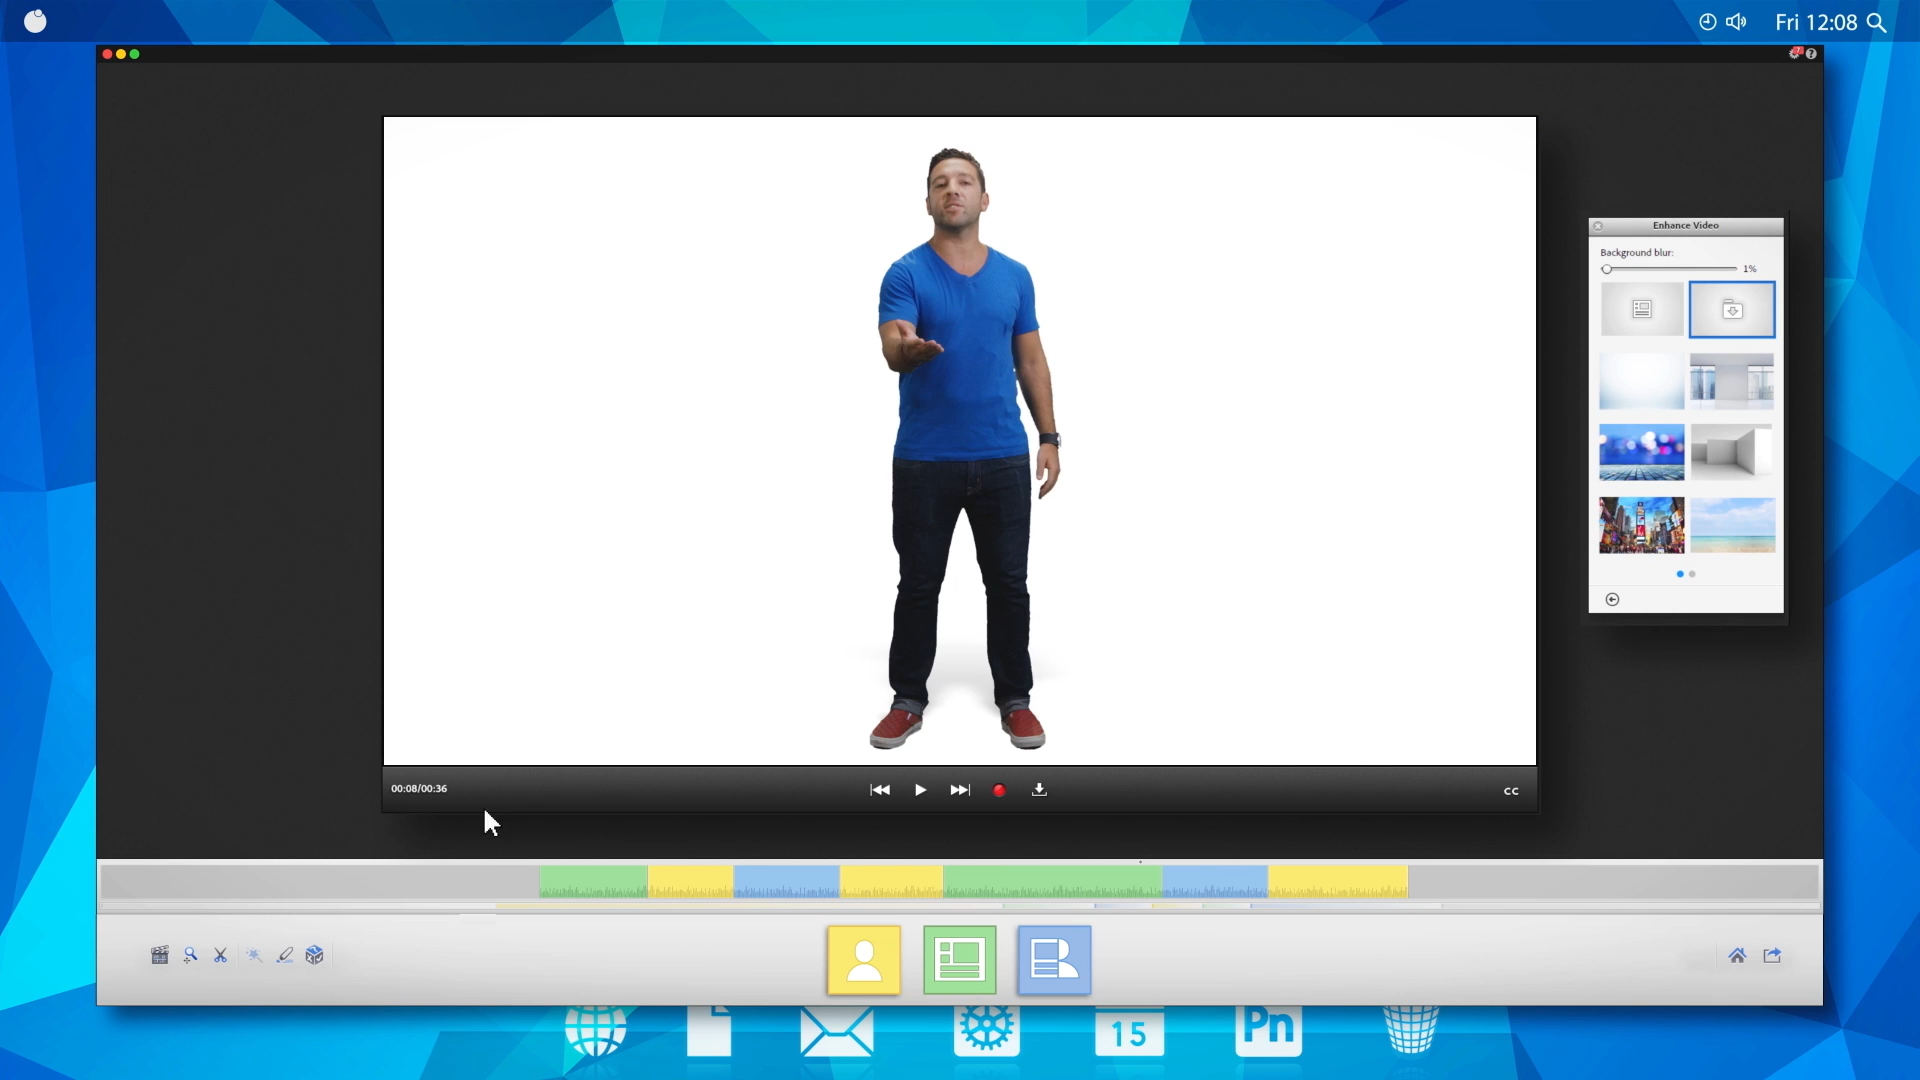 Fri 12:08
Enhance Video
Background blur:
1%
00:08/00:36
CC
15
Pn